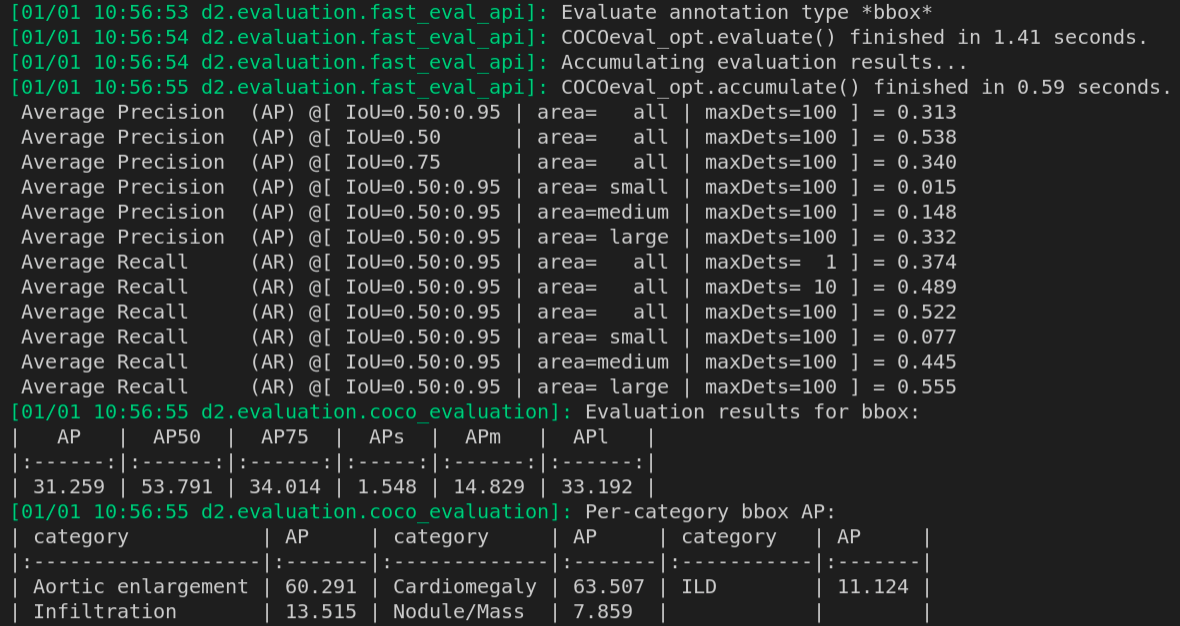 [01/01 10:56:53 d2.evaluation.fast_eval_api]: Evaluate annotation type *bbox*
[01/01 10:56:54 d2.evaluation.fast_eval_api]: COCOeval_opt.evaluate() finished in 1.41 seconds.
[01/01 10:56:54 d2.evaluation.fast_eval_api]: Accumulating evaluation results...
[01/01 10:56:55 d2.evaluation.fast_eval_api]: COCOeval_opt.accumulate() finished in 0.59 seconds.
 Average Precision  (AP) @[ IoU=0.50:0.95 | area=   all | maxDets=100 ] = 0.313
 Average Precision  (AP) @[ IoU=0.50      | area=   all | maxDets=100 ] = 0.538
 Average Precision  (AP) @[ IoU=0.75      | area=   all | maxDets=100 ] = 0.340
 Average Precision  (AP) @[ IoU=0.50:0.95 | area= small | maxDets=100 ] = 0.015
 Average Precision  (AP) @[ IoU=0.50:0.95 | area=medium | maxDets=100 ] = 0.148
 Average Precision  (AP) @[ IoU=0.50:0.95 | area= large | maxDets=100 ] = 0.332
 Average Recall     (AR) @[ IoU=0.50:0.95 | area=   all | maxDets=  1 ] = 0.374
 Average Recall     (AR) @[ IoU=0.50:0.95 | area=   all | maxDets= 10 ] = 0.489
 Average Recall     (AR) @[ IoU=0.50:0.95 | area=   all | maxDets=100 ] = 0.522
 Average Recall     (AR) @[ IoU=0.50:0.95 | area= small | maxDets=100 ] = 0.077
 Average Recall     (AR) @[ IoU=0.50:0.95 | area=medium | maxDets=100 ] = 0.445
 Average Recall     (AR) @[ IoU=0.50:0.95 | area= large | maxDets=100 ] = 0.555
[01/01 10:56:55 d2.evaluation.coco_evaluation]: Evaluation results for bbox:
|   AP   |  AP50  |  AP75  |  APs  |  APm   |  APl   |
|:------:|:------:|:------:|:-----:|:------:|:------:|
| 31.259 | 53.791 | 34.014 | 1.548 | 14.829 | 33.192 |
[01/01 10:56:55 d2.evaluation.coco_evaluation]: Per-category bbox AP:
| category           | AP     | category     | AP     | category   | AP     |
|:-------------------|:-------|:-------------|:-------|:-----------|:-------|
| Aortic enlargement | 60.291 | Cardiomegaly | 63.507 | ILD        | 11.124 |
| Infiltration       | 13.515 | Nodule/Mass  | 7.859  |            |        |